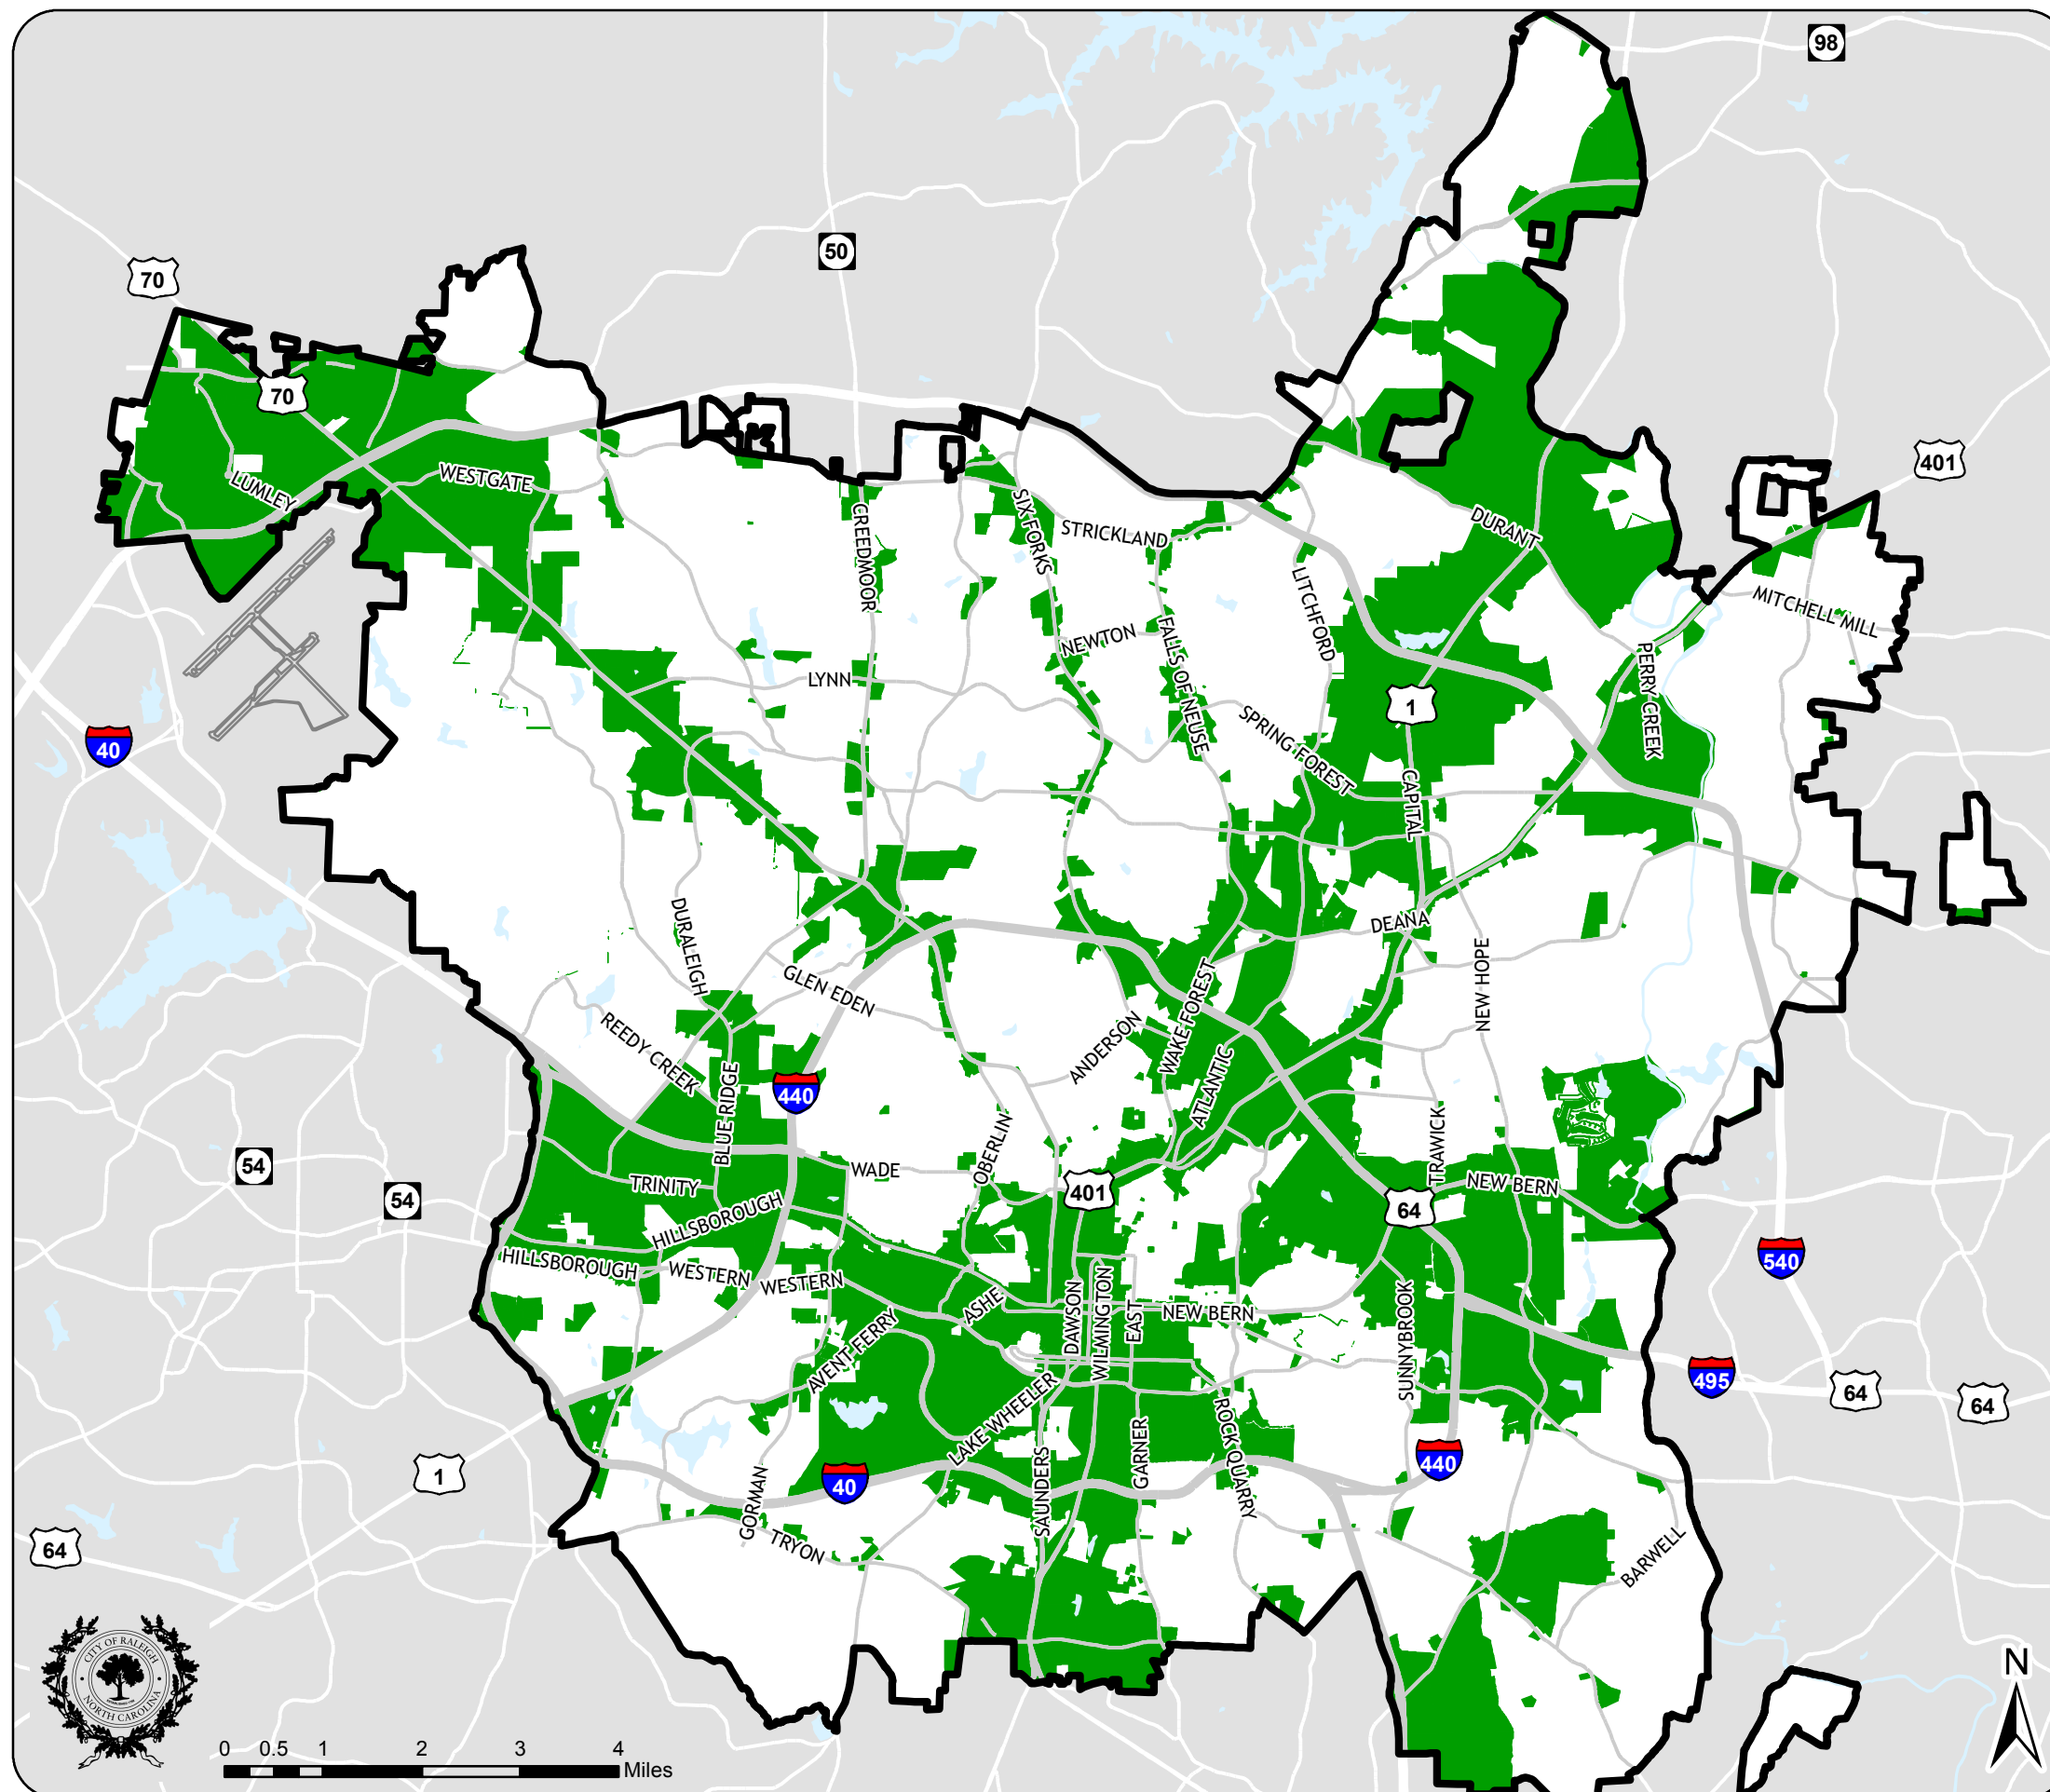 98
50
70
70
401
WESTGATE
LUMLEY
CREEDMOOR
SIX FORKS
STRICKLAND
DURANT
LITCHFORD
MITCHELL MILL
NEWTON
FALLS OF NEUSE
PERRY CREEK
LYNN
1
SPRING FOREST
40
CAPITAL
DURALEIGH
DEANA
NEW HOPE
GLEN EDEN
WAKE FOREST
REEDY CREEK
ANDERSON
ATLANTIC
BLUE RIDGE
440
OBERLIN
TRAWICK
54
54
WADE
TRINITY
401
NEW BERN
64
HILLSBOROUGH
HILLSBOROUGH
WESTERN
WESTERN
540
ASHE
DAWSON
WILMINGTON
EAST
NEW BERN
SUNNYBROOK
AVENT FERRY
495
64
64
LAKE WHEELER
ROCK QUARRY
GARNER
SAUNDERS
440
1
40
GORMAN
TRYON
BARWELL
64
CITY OF RALEIGH
NORTH CAROLINA
N
0 0.5 1 2 3 4
Miles